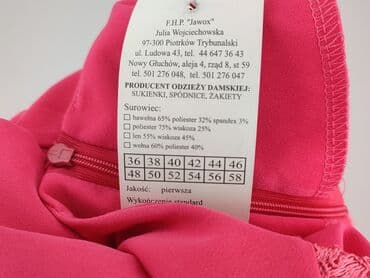 F.H.P. "Jawox"
Julia Wojciechowska
97-300 Piotrków Trybunalski
ul. Ludowa 43, tel. 44 647 36 43
Nowy Głuchów, aleja 4, rząd 8, st 59
tel. 501 276 048, tel. 501 276 047
PRODUCENT ODZIEŻY DAMSKIEJ:
SUKIENKI, SPÓDNICE, ŻAKIETY
Surowiec:
bawełna 65% poliester 32% spandex 3%
poliester 75% wiskoza 25%
len 55% wiskoza 45%
wełna 60% poliester 40%
36 38 40 42 44 46
48 50 52 54 56 58
Jakość: pierwsza
Wykończenie standard